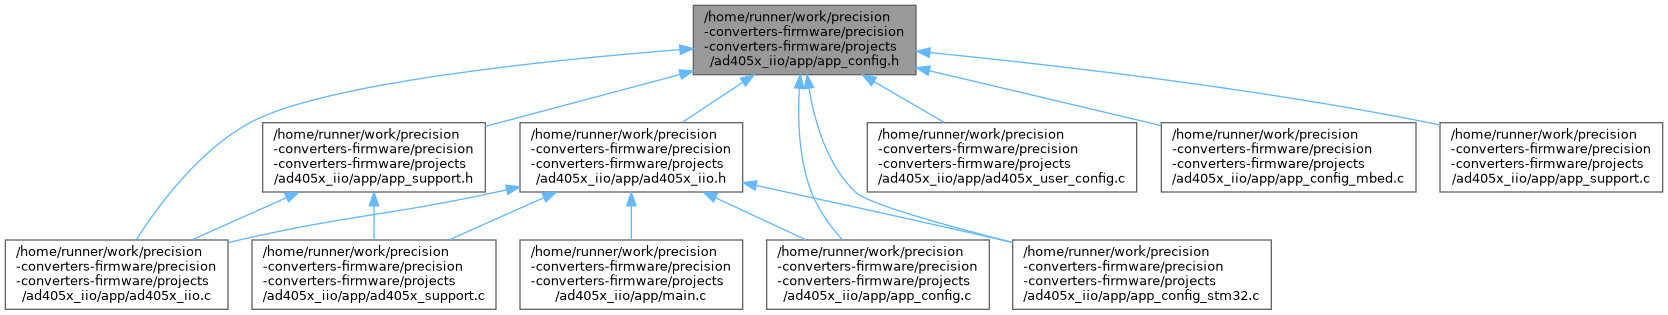 /home/runner/work/precision
-converters-firmware/precision
-converters-firmware/projects
/ad405x_iio/app/app_config.h
/home/runner/work/precision
-converters-firmware/precision
-converters-firmware/projects
/ad405x_iio/app/app_support.h
/home/runner/work/precision
-converters-firmware/precision
-converters-firmware/projects
/ad405x_iio/app/ad405x_iio.h
/home/runner/work/precision
-converters-firmware/precision
-converters-firmware/projects
/ad405x_iio/app/ad405x_user_config.c
/home/runner/work/precision
-converters-firmware/precision
-converters-firmware/projects
/ad405x_iio/app/app_config_mbed.c
/home/runner/work/precision
-converters-firmware/precision
-converters-firmware/projects
/ad405x_iio/app/app_support.c
/home/runner/work/precision
-converters-firmware/precision
-converters-firmware/projects
/ad405x_iio/app/ad405x_iio.c
/home/runner/work/precision
-converters-firmware/precision
-converters-firmware/projects
/ad405x_iio/app/ad405x_support.c
/home/runner/work/precision
-converters-firmware/precision
-converters-firmware/projects
/ad405x_iio/app/main.c
/home/runner/work/precision
-converters-firmware/precision
-converters-firmware/projects
/ad405x_iio/app/app_config.c
/home/runner/work/precision
-converters-firmware/precision
-converters-firmware/projects
/ad405x_iio/app/app_config_stm32.c